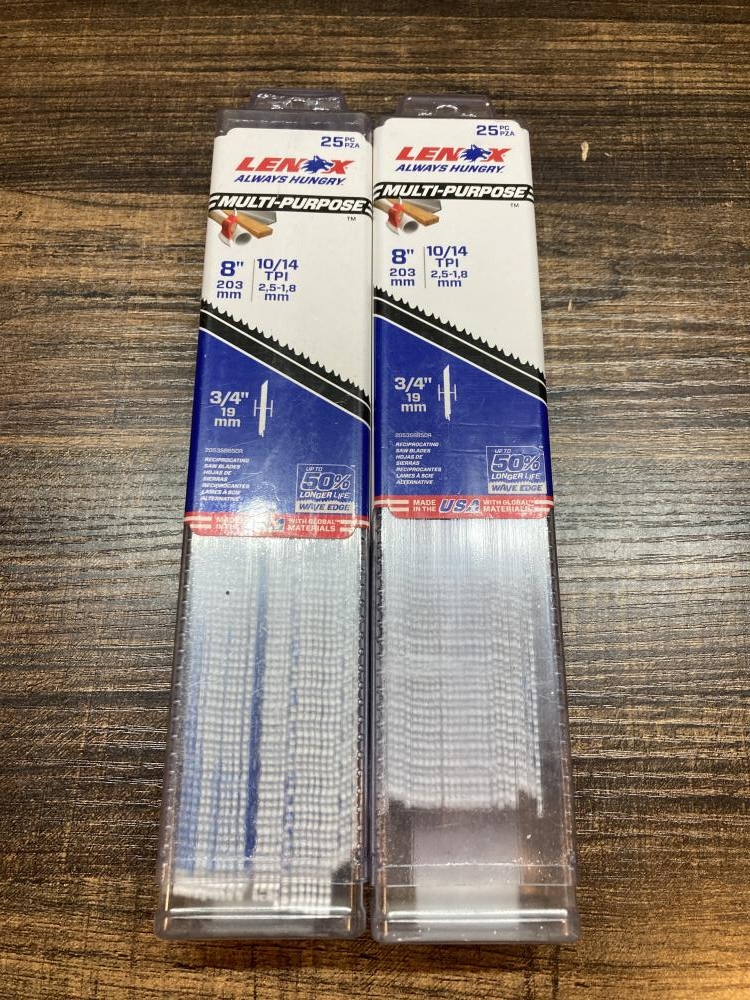 25 PC
PZA
LENOX
ALWAYS HUNGRY.
MULTI-PURPOSE
TM
8"
203
mm
10/14
TPI
2,5-1,8
mm
3/4"
19
mm
RECIPROCATING
SAW BLADES
HOJAS DE
SIERRAS
RECIPROCANTES
LAMES À SCIE
ALTERNATIVE
UP TO
50%
LONGER LIFE
WAVE EDGE
MADE
IN THE
WITH GLOBAL
MATERIALS
25 PC
PZA
LENOX
ALWAYS HUNGRY.
MULTI-PURPOSE
TM
8"
203
mm
10/14
TPI
2,5-1,8
mm
3/4"
19
mm
RECIPROCATING
SAW BLADES
HOJAS DE
SIERRAS
RECIPROCANTES
LAMES À SCIE
ALTERNATIVE
UP TO
50%
LONGER LIFE
WAVE EDGE
MADE
IN THE
USA
WITH GLOBAL
MATERIALS